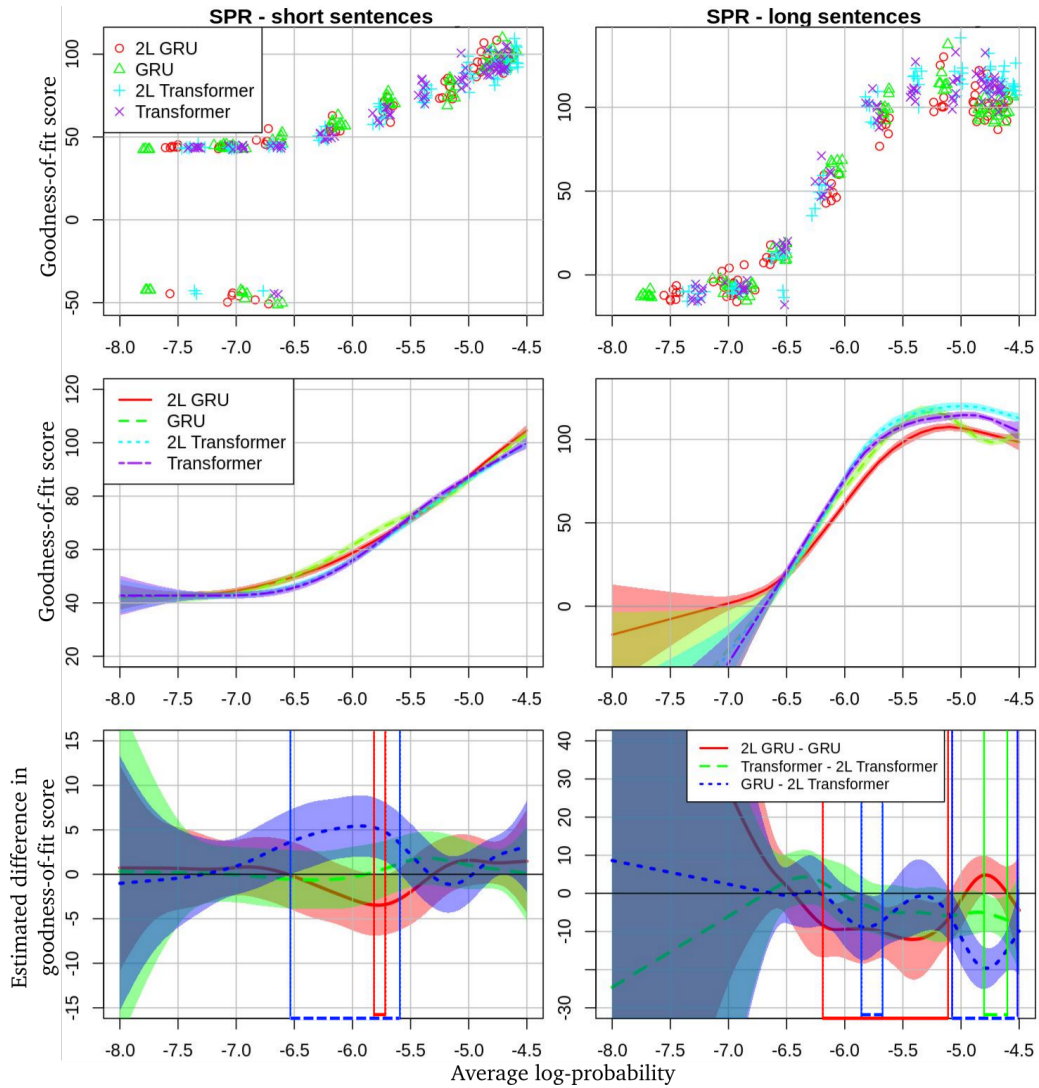 SPR - short sentences
SPR - long sentences
Goodness-of-fit score
100
50
0
-50
2L GRU
GRU
2L Transformer
Transformer
-8.0 -7.5 -7.0 -6.5 -6.0 -5.5 -5.0 -4.5
100
50
0
-8.0 -7.5 -7.0 -6.5 -6.0 -5.5 -5.0 -4.5
Goodness-of-fit score
120
100
80
60
40
20
2L GRU
GRU
2L Transformer
Transformer
-8.0 -7.5 -7.0 -6.5 -6.0 -5.5 -5.0 -4.5
100
50
0
-8.0 -7.5 -7.0 -6.5 -6.0 -5.5 -5.0 -4.5
Estimated difference in
goodness-of-fit score
15
10
5
0
-5
-10
-15
-8.0 -7.5 -7.0 -6.5 -6.0 -5.5 -5.0 -4.5
40
30
20
10
0
-10
-30
2L GRU - GRU
Transformer - 2L Transformer
GRU - 2L Transformer
-8.0 -7.5 -7.0 -6.5 -6.0 -5.5 -5.0 -4.5
Average log-probability